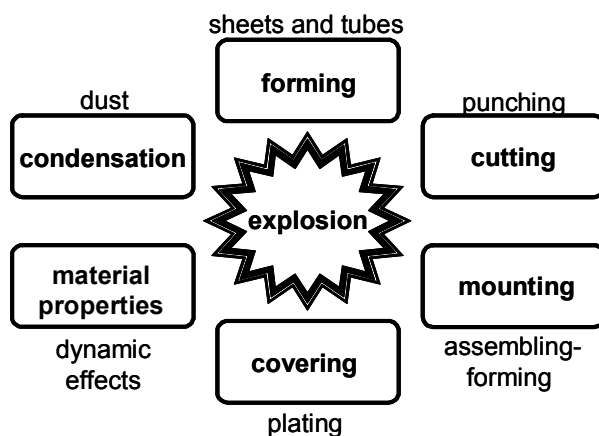 sheets and tubes
forming
dust
condensation
punching
cutting
explosion
material
properties
dynamic
effects
mounting
assembling-
forming
covering
plating